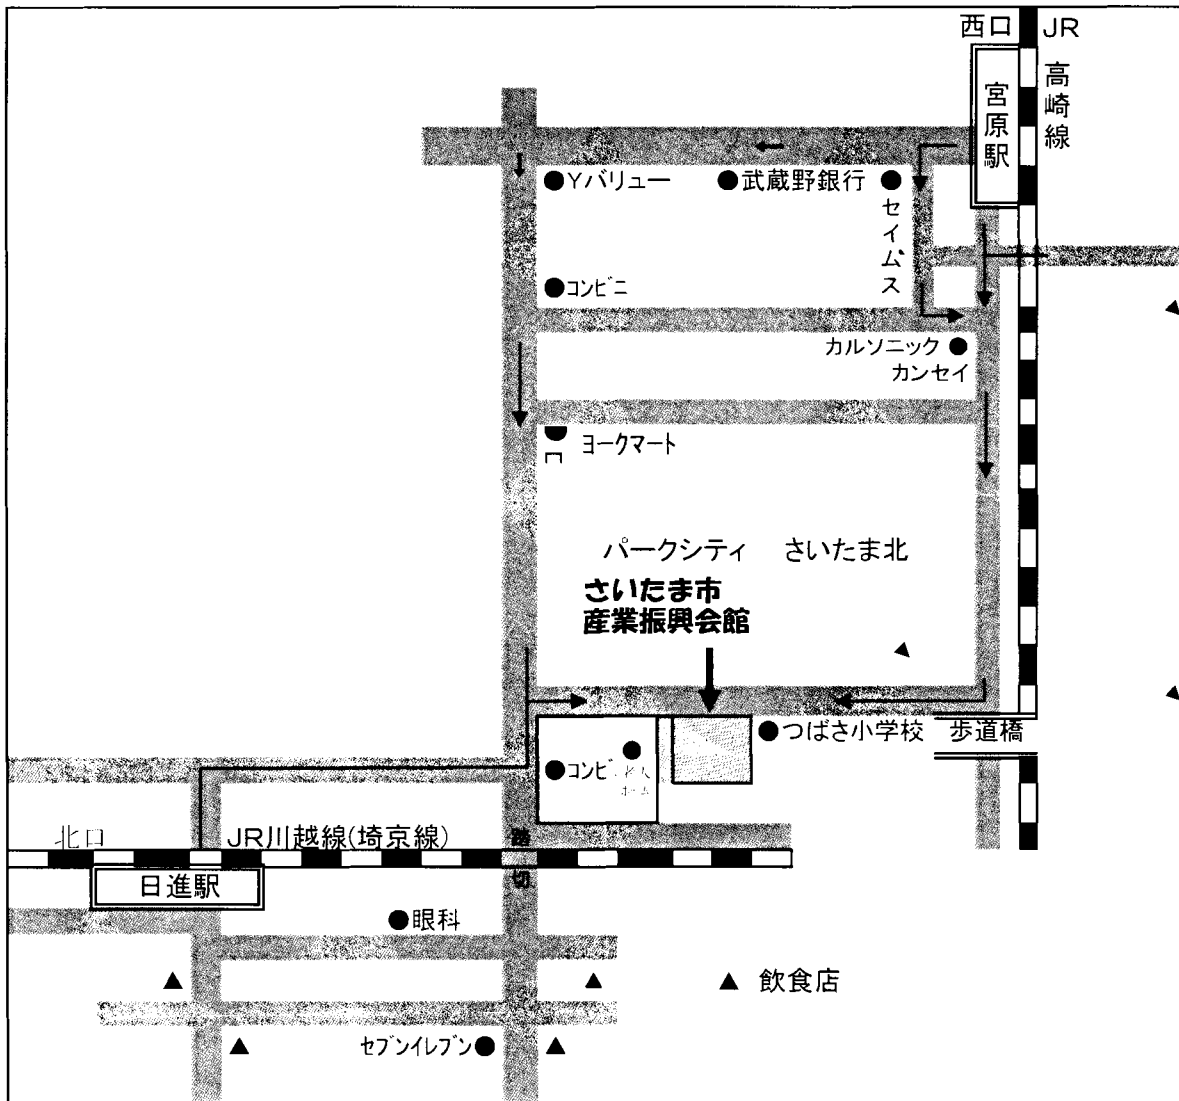 西口
JR
高崎線
宮原駅
Yバリュー
武蔵野銀行
セイムス
コンビニ
カルソニック
カンセイ
ヨークマート
パークシティ さいたま北
さいたま市
産業振興会館
つばさ小学校
歩道橋
コンビ
老人
ホーム
北口
JR川越線(埼京線)
踏切
日進駅
眼科
飲食店
セブンイレブン